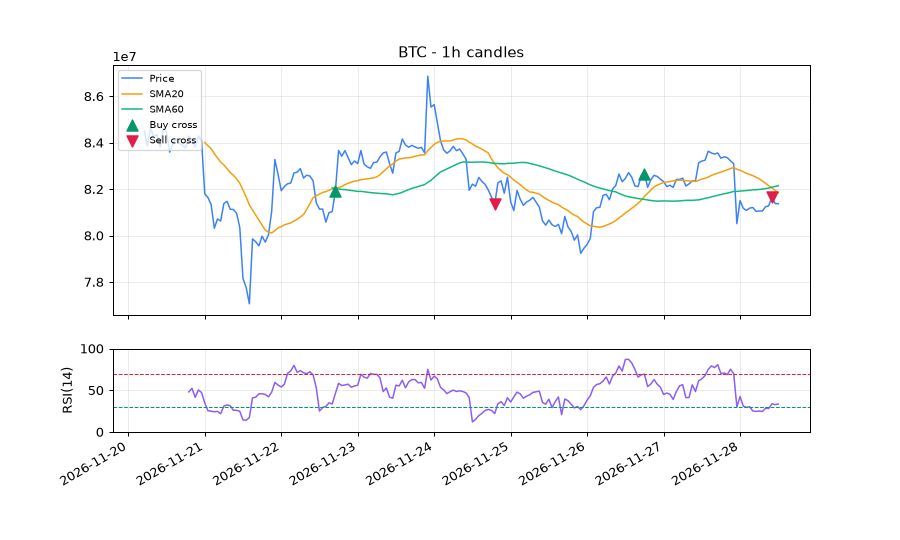 BTC - 1h candles
1e7
Price
SMA20
SMA60
Buy cross
Sell cross
8.6
8.4
8.2
8.0
7.8
100
50
0
RSI(14)
2026-11-20
2026-11-21
2026-11-22
2026-11-23
2026-11-24
2026-11-25
2026-11-26
2026-11-27
2026-11-28